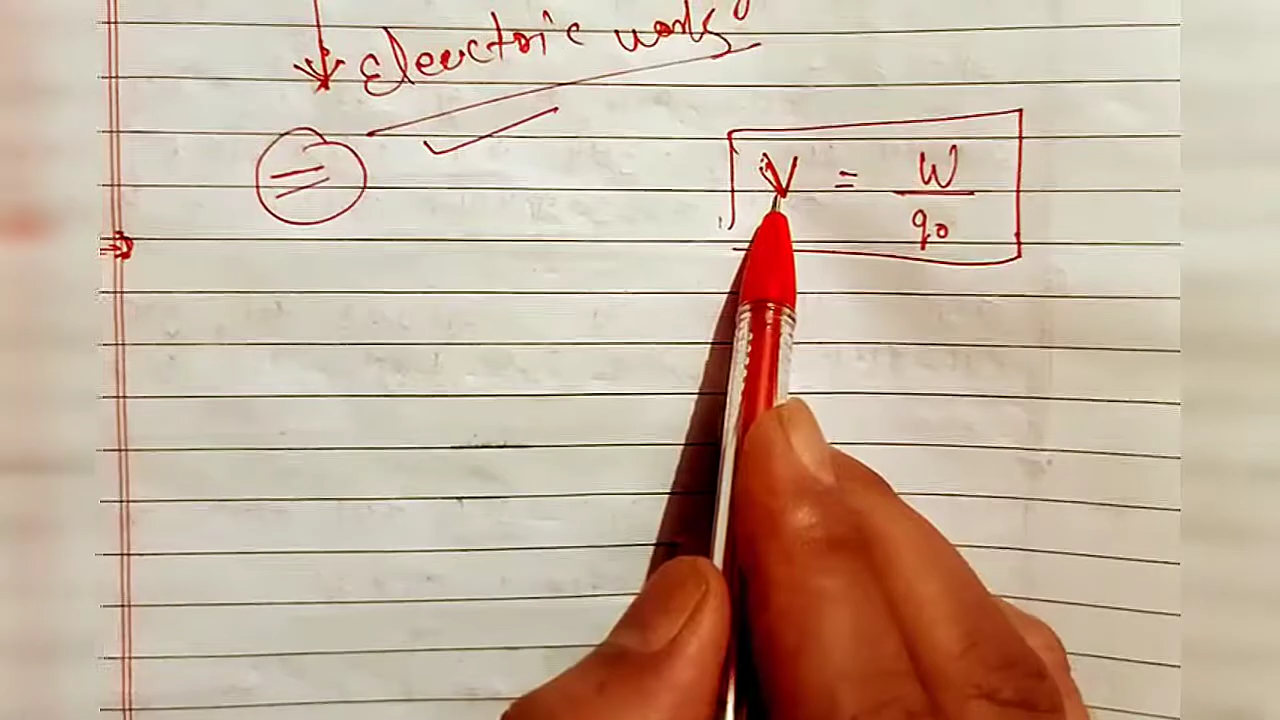 Electric work
V = W / q₀